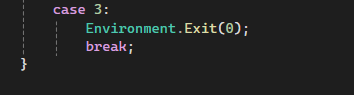 case 3:
Environment.Exit(0);
break;
}